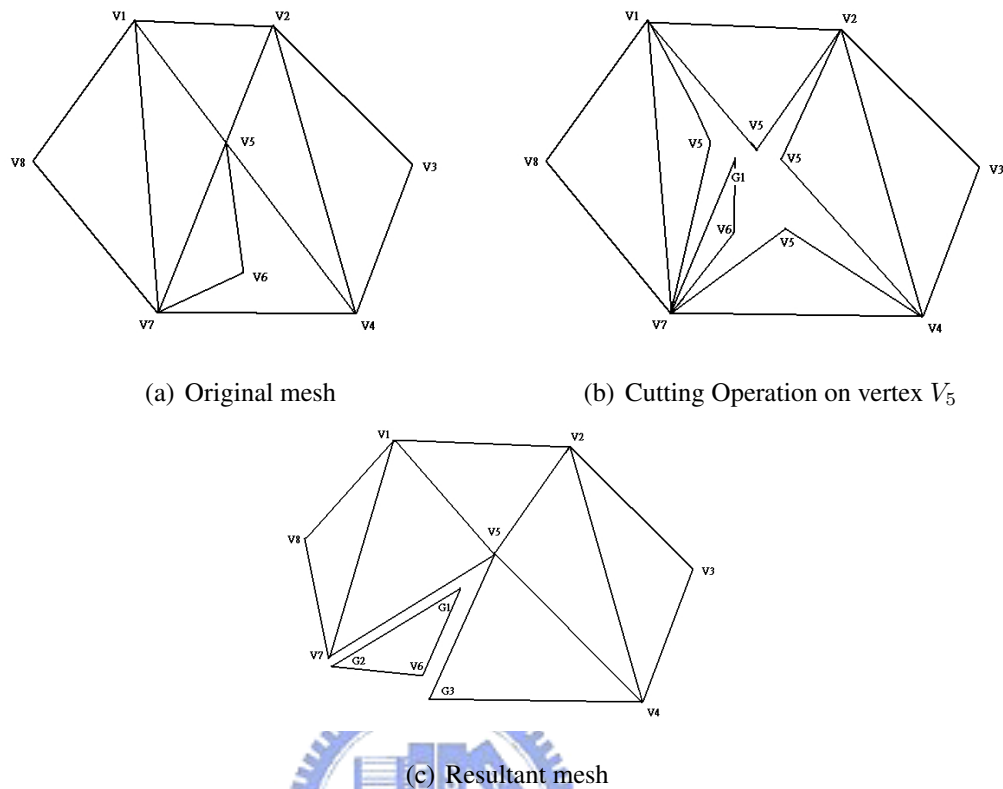 V1
V2
V5
V8
V3
V6
V7
V4
(a) Original mesh
V1
V2
V5
V5
V5
V8
V3
G1
V6
V5
V7
V4
(b) Cutting Operation on vertex V5
V1
V2
V5
V8
V3
G1
V7
G2
V6
G3
V4
(c) Resultant mesh